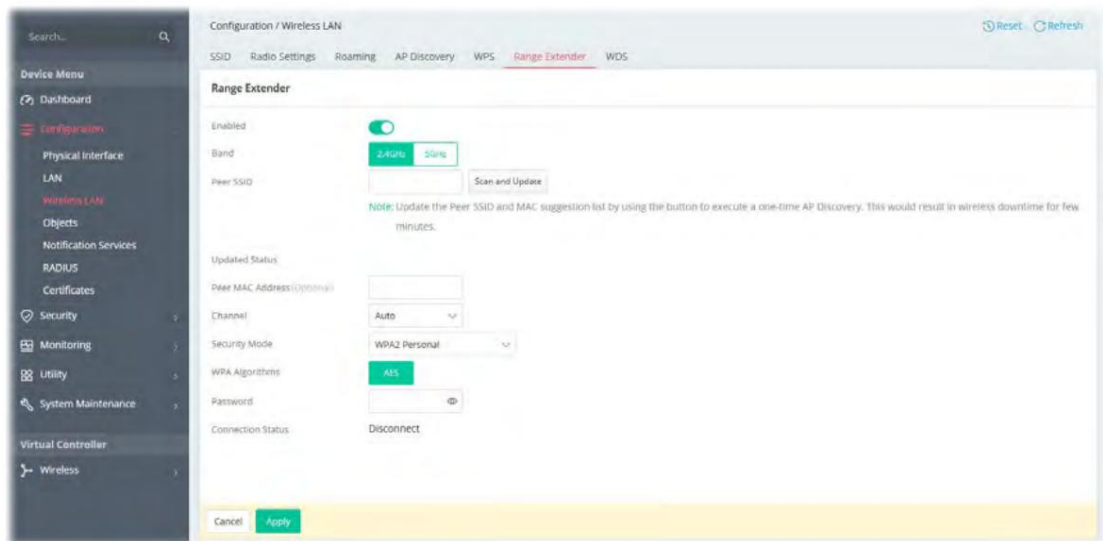 Search...
Device Menu
Dashboard
Configuration
Physical Interface
LAN
Wireless LAN
Objects
Notification Services
RADIUS
Certificates
Security
Monitoring
Utility
System Maintenance
Virtual Controller
Wireless
Configuration / Wireless LAN
Reset Refresh
SSID Radio Settings Roaming AP Discovery WPS Range Extender WDS
Range Extender
Enabled
Band 2.4GHz 5GHz
Peer SSID Scan and Update
Note: Update the Peer SSID and MAC suggestion list by using the button to execute a one-time AP Discovery. This would result in wireless downtime for few
minutes.
Updated Status
Peer MAC Address (Optional)
Channel Auto
Security Mode WPA2 Personal
WPA Algorithms AES
Password
Connection Status Disconnect
Cancel Apply